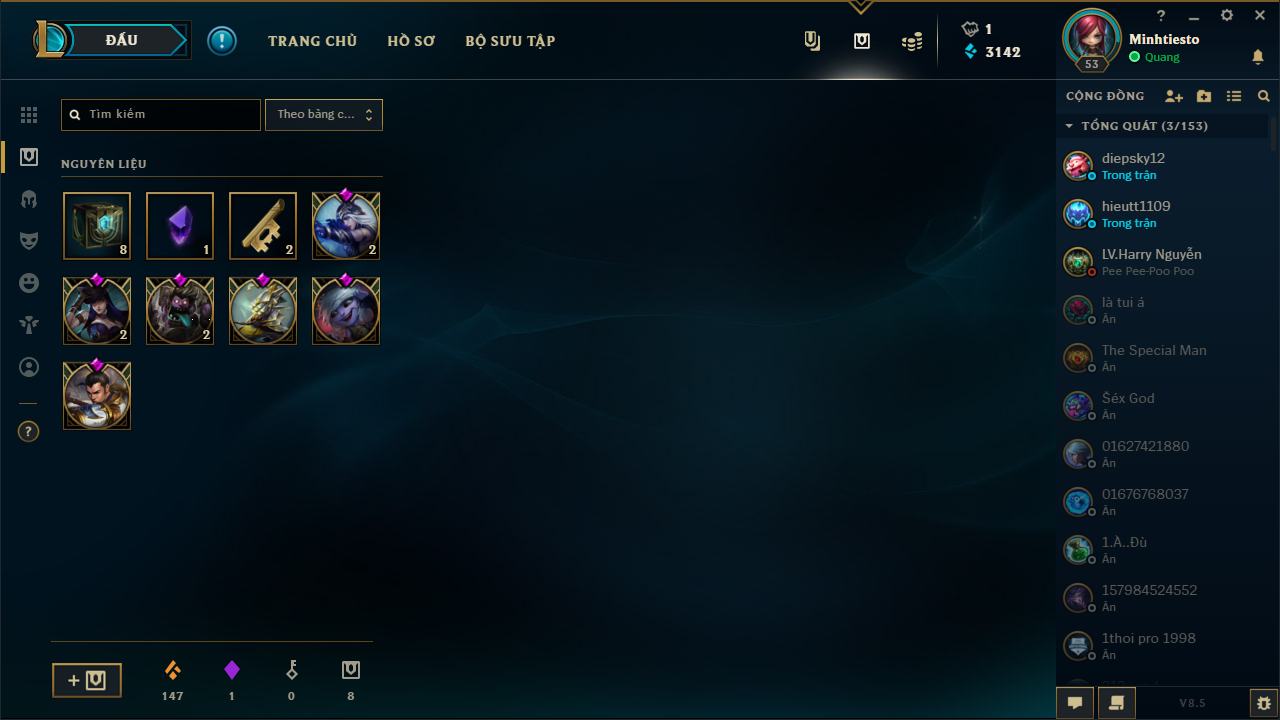 ĐẤU
!
TRANG CHỦ
HỒ SƠ
BỘ SƯU TẬP
1
3142
?
53
Minhtiesto
Quang
Tìm kiếm
Theo bảng c...
NGUYÊN LIỆU
8
1
2
2
2
2
?
147
1
0
8
CỘNG ĐỒNG
TỔNG QUÁT (3/153)
diepsky12
Trong trận
hieutt1109
Trong trận
LV.Harry Nguyễn
Pee Pee-Poo Poo
là tui á
Ẩn
The Special Man
Ẩn
Šéx God
Ẩn
01627421880
Ẩn
01676768037
Ẩn
1.À..Đù
Ẩn
157984524552
Ẩn
1thoi pro 1998
Ẩn
V8.5